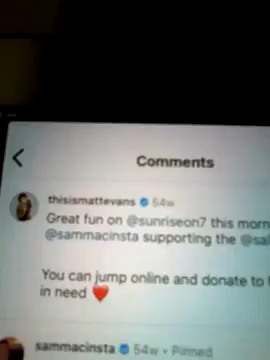 Comments
thisismattevans 54w
Great fun on @sunriseon7 this morn
@sammacinsta supporting the @sal
You can jump online and donate to
in need ❤️
sammacinsta 54w • Pinned